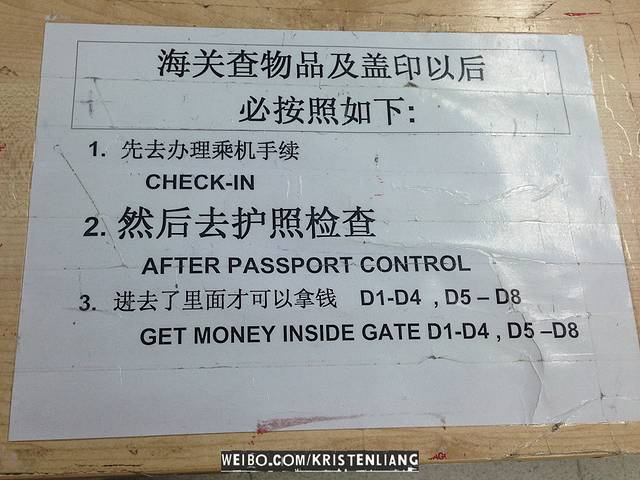 海关查物品及盖印以后
必按照如下:
1. 先去办理乘机手续
CHECK-IN
2. 然后去护照检查
AFTER PASSPORT CONTROL
3. 进去了里面才可以拿钱 D1-D4 , D5 – D8
GET MONEY INSIDE GATE D1-D4 , D5 –D8
WEIBO.COM/KRISTENLIANG